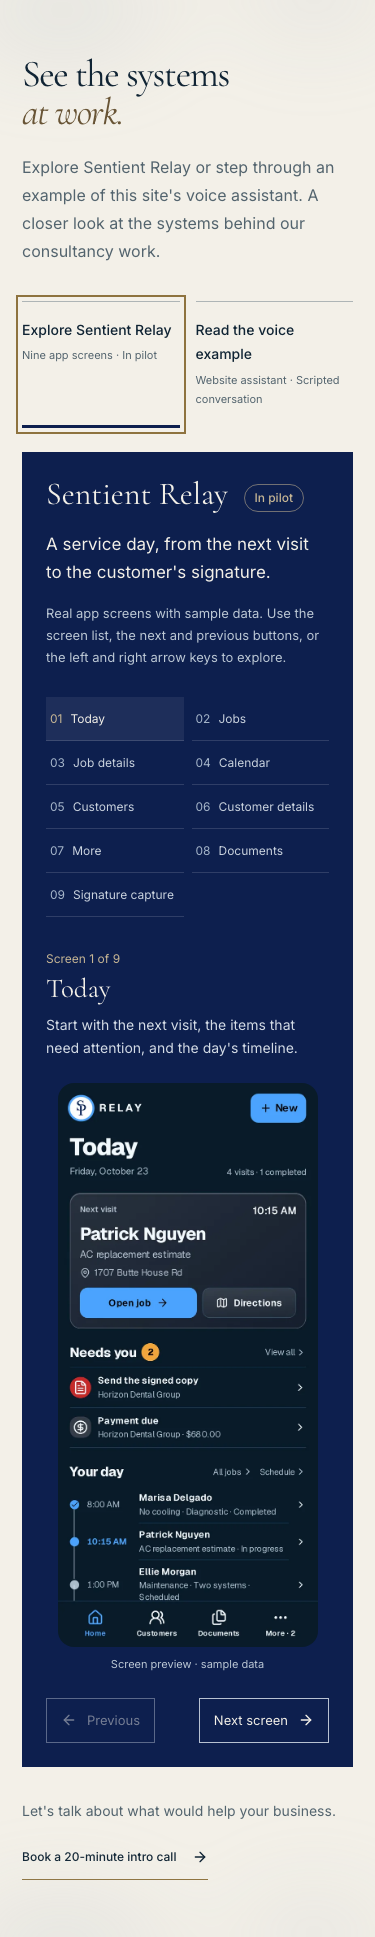 See the systems
at work.
Explore Sentient Relay or step through an
example of this site's voice assistant. A
closer look at the systems behind our
consultancy work.
Explore Sentient Relay
Nine app screens · In pilot
Read the voice
example
Website assistant · Scripted
conversation
Sentient Relay
In pilot
A service day, from the next visit
to the customer's signature.
Real app screens with sample data. Use the
screen list, the next and previous buttons, or
the left and right arrow keys to explore.
01 Today
02 Jobs
03 Job details
04 Calendar
05 Customers
06 Customer details
07 More
08 Documents
09 Signature capture
Screen 1 of 9
Today
Start with the next visit, the items that
need attention, and the day's timeline.
RELAY
+ New
Today
Friday, October 23
4 visits · 1 completed
Next visit
10:15 AM
Patrick Nguyen
AC replacement estimate
1707 Butte House Rd
Open job →
Directions
Needs you 2
View all >
Send the signed copy
Horizon Dental Group
Payment due
Horizon Dental Group · $680.00
Your day
All jobs >
Schedule >
8:00 AM
Marisa Delgado
No cooling · Diagnostic · Completed
10:15 AM
Patrick Nguyen
AC replacement estimate · In progress
1:00 PM
Ellie Morgan
Maintenance · Two systems ·
Scheduled
Home
Customers
Documents
More · 2
Screen preview · sample data
← Previous
Next screen →
Let's talk about what would help your business.
Book a 20-minute intro call →